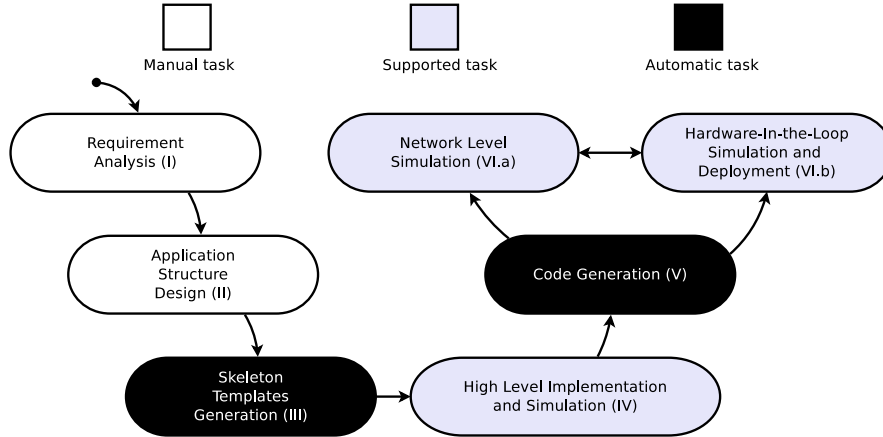 Manual task
Supported task
Automatic task
Requirement
Analysis (I)
Network Level
Simulation (VI.a)
Hardware-In-the-Loop
Simulation and
Deployment (VI.b)
Application
Structure
Design (II)
Code Generation (V)
Skeleton
Templates
Generation (III)
High Level Implementation
and Simulation (IV)